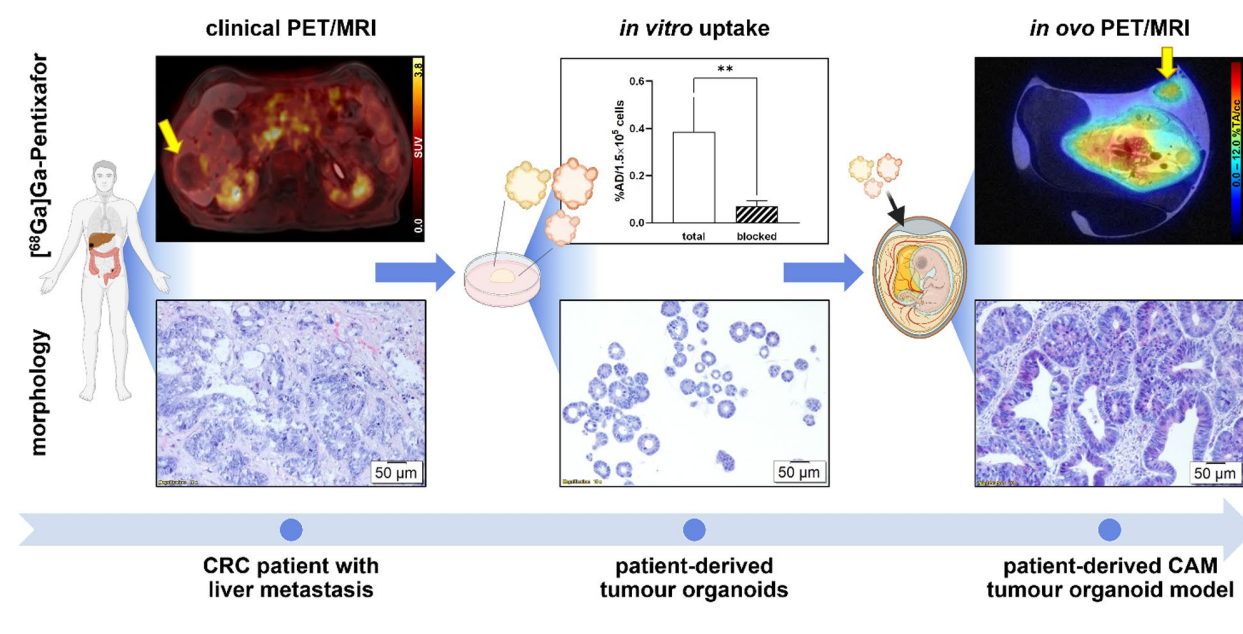 clinical PET/MRI
in vitro uptake
in ovo PET/MRI
[⁶⁸Ga]Ga-Pentixafor
3.8
SUV
0.0
**
%AD/1.5×10⁵ cells
0.6
0.4
0.2
0.0
total
blocked
0.0 – 12.0 %TA/cc
morphology
50 µm
50 µm
50 µm
CRC patient with
liver metastasis
patient-derived
tumour organoids
patient-derived CAM
tumour organoid model